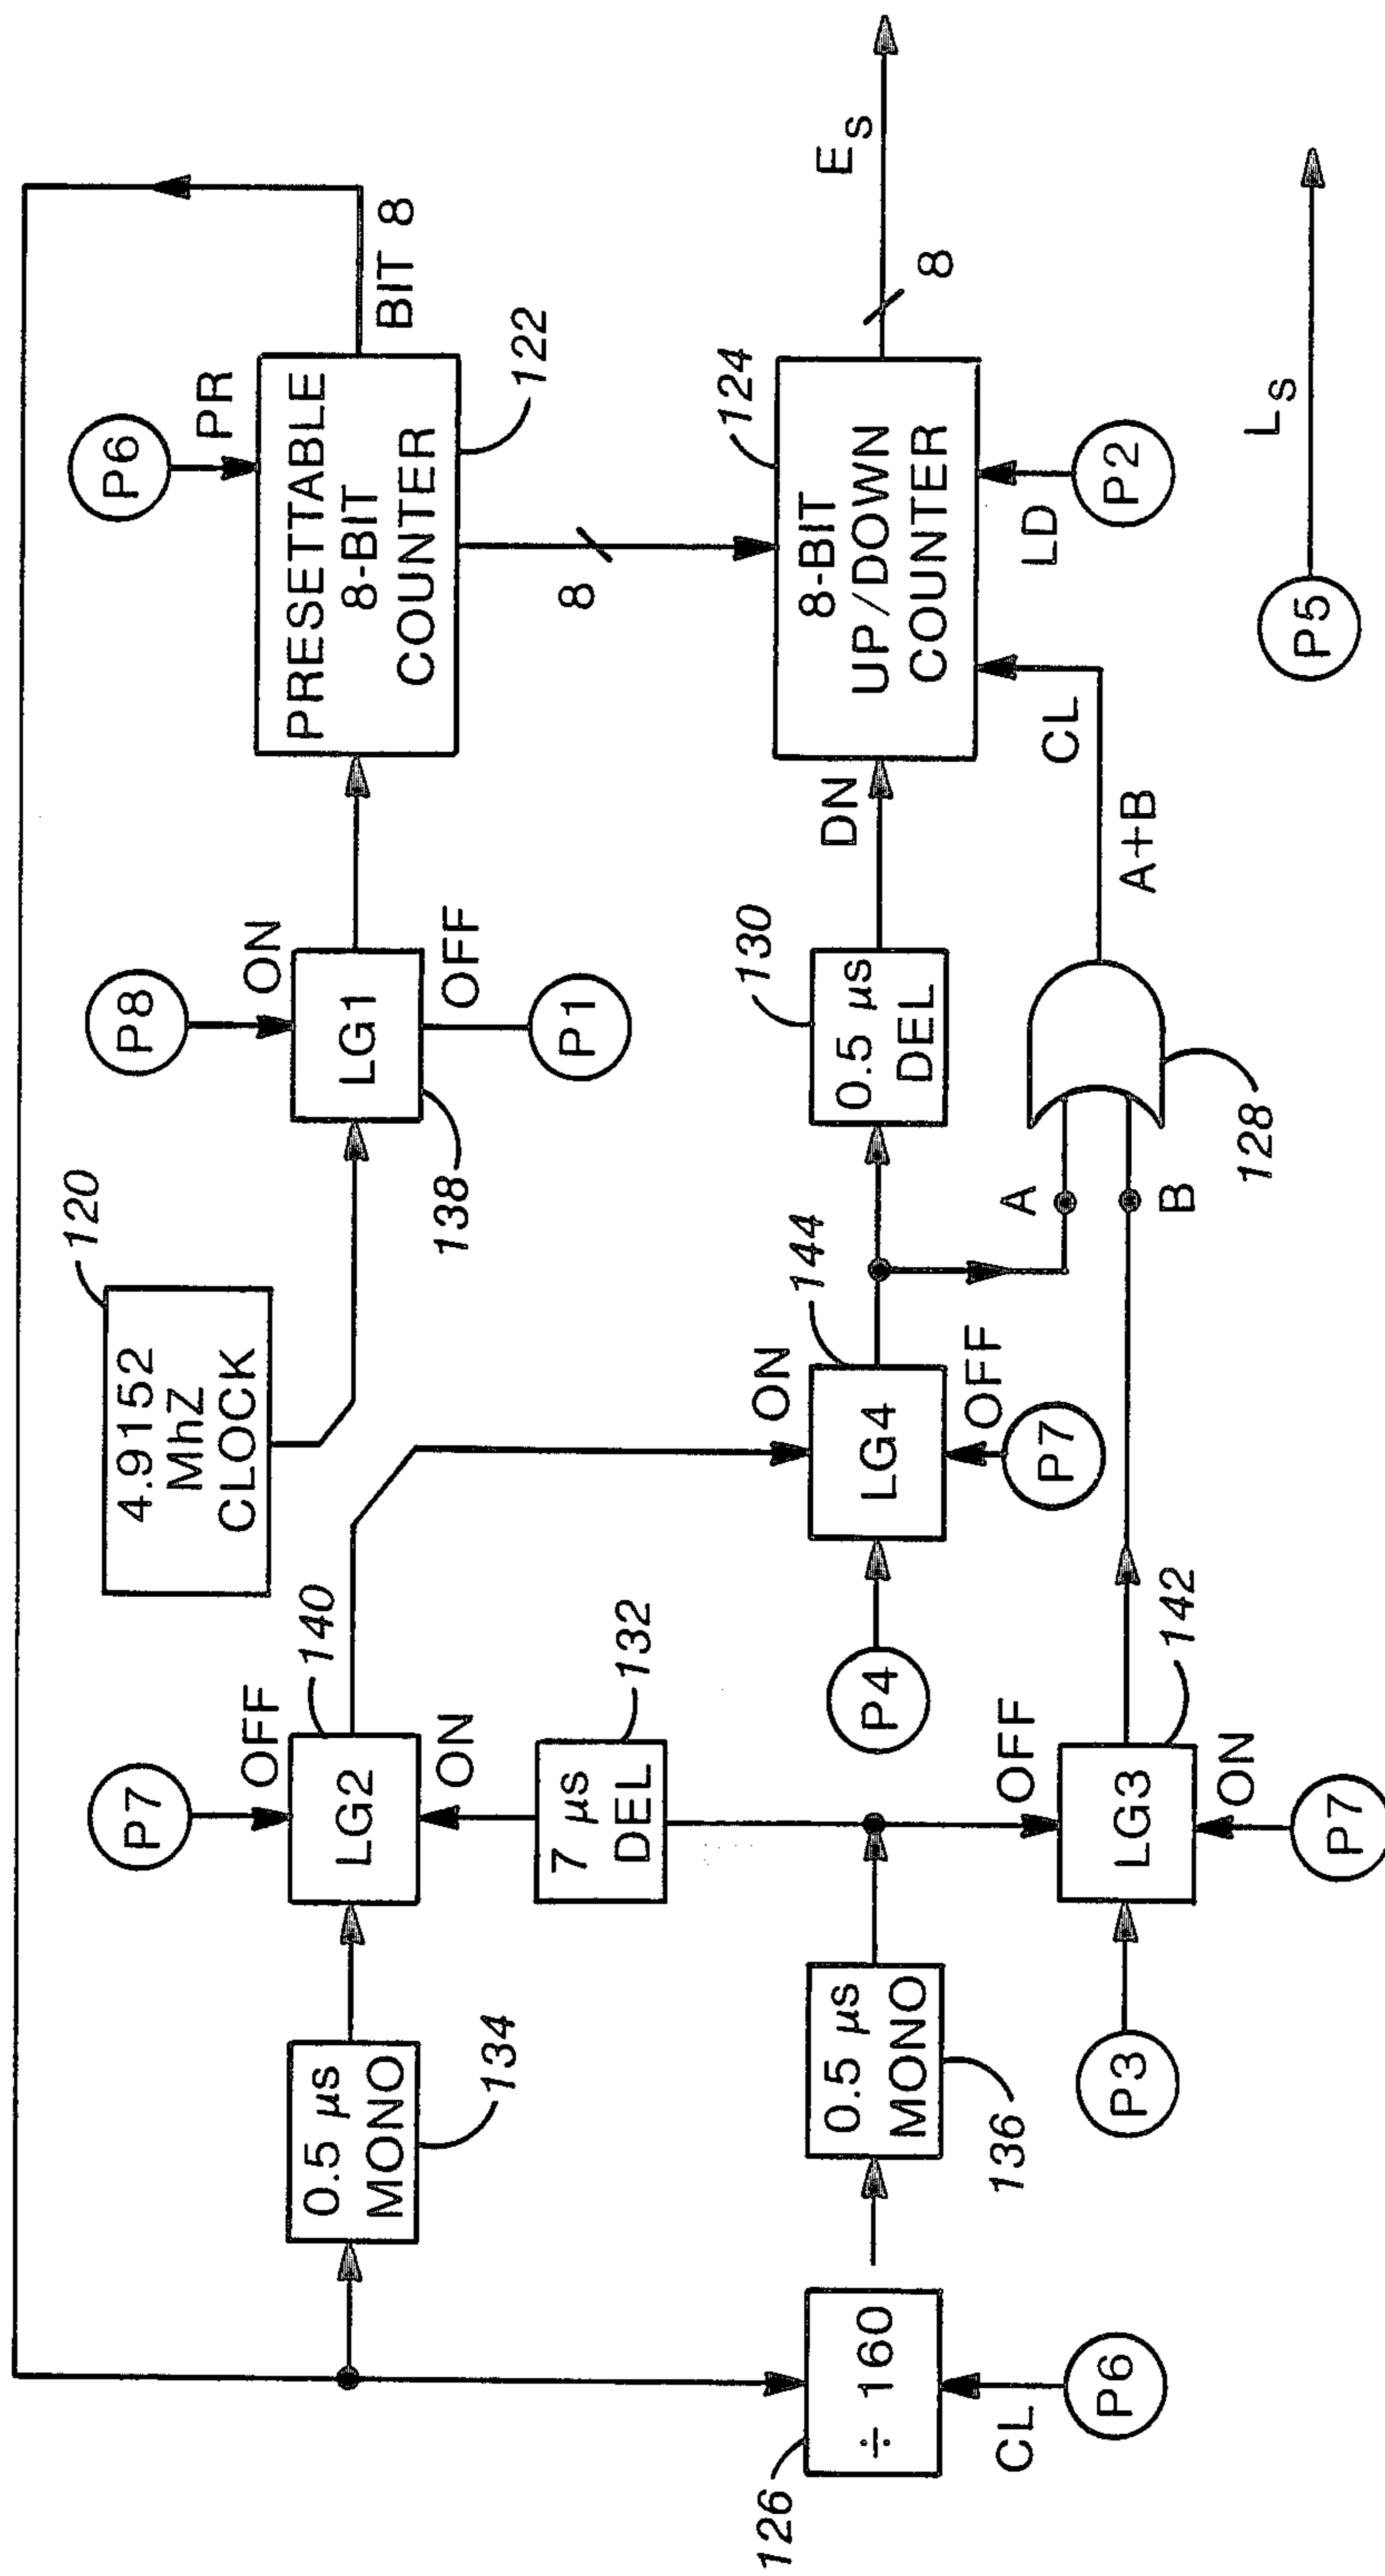 P6
PR
PRESETTABLE
8-BIT
COUNTER
122
BIT 8
P8
ON
LG1
OFF
P1
138
120
4.9152
MhZ
CLOCK
P7
OFF
140
LG2
ON
0.5 µs
MONO
134
7 µs
DEL
132
8
124
8-BIT
UP/DOWN
COUNTER
8
ES
LD
P2
CL
A+B
DN
130
0.5 µs
DEL
128
A
B
144
ON
LG4
OFF
P7
P4
0.5 µs
MONO
136
126
÷ 160
CL
P6
OFF
LG3
ON
142
P3
P7
P5
LS